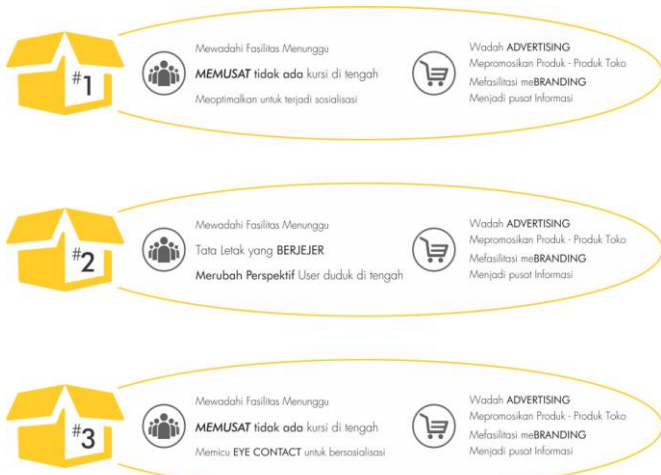 #1
Mewadahi Fasilitas Menunggu
MEMUSAT tidak ada kursi di tengah
Meoptimalkan untuk terjadi sosialisasi
Wadah ADVERTISING
Mepromosikan Produk - Produk Toko
Mefasilitasi meBRANDING
Menjadi pusat Informasi
#2
Mewadahi Fasilitas Menunggu
Tata Letak yang BERJEJER
Merubah Perspektif User duduk di tengah
Wadah ADVERTISING
Mepromosikan Produk - Produk Toko
Mefasilitasi meBRANDING
Menjadi pusat Informasi
#3
Mewadahi Fasilitas Menunggu
MEMUSAT tidak ada kursi di tengah
Memicu EYE CONTACT untuk bersosialisasi
Wadah ADVERTISING
Mepromosikan Produk - Produk Toko
Mefasilitasi meBRANDING
Menjadi pusat Informasi